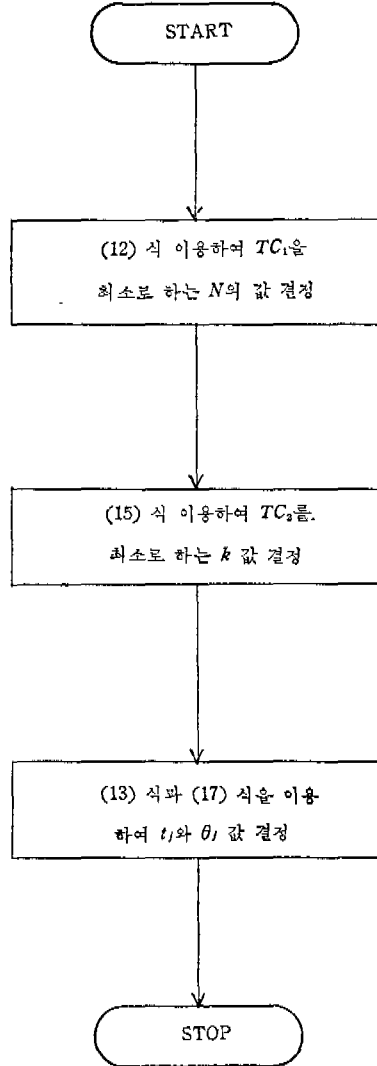 START
(12) 식 이용하여 TC₁을
최소로 하는 N의 값 결정
(15) 식 이용하여 TC₂를.
최소로 하는 k 값 결정
(13) 식과 (17) 식을 이용
하여 tⱼ와 θⱼ 값 결정
STOP